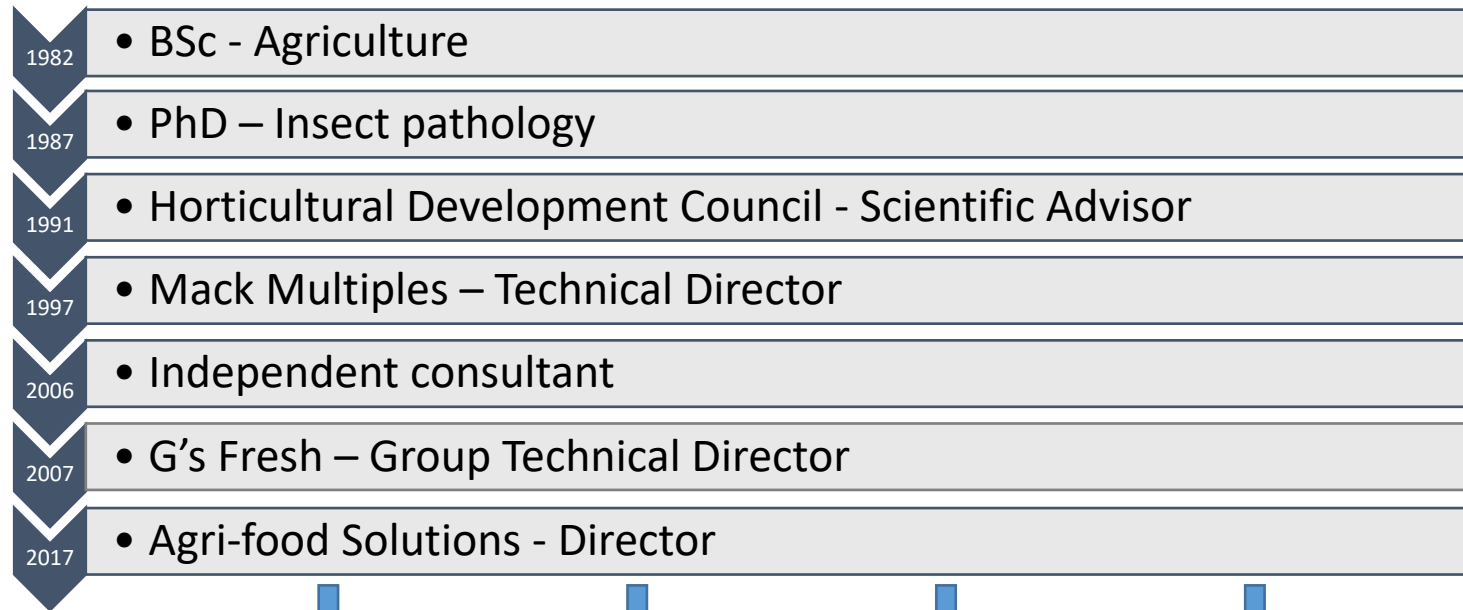 1982
• BSc - Agriculture
1987
• PhD – Insect pathology
1991
• Horticultural Development Council - Scientific Advisor
1997
• Mack Multiples – Technical Director
2006
• Independent consultant
2007
• G’s Fresh – Group Technical Director
2017
• Agri-food Solutions - Director